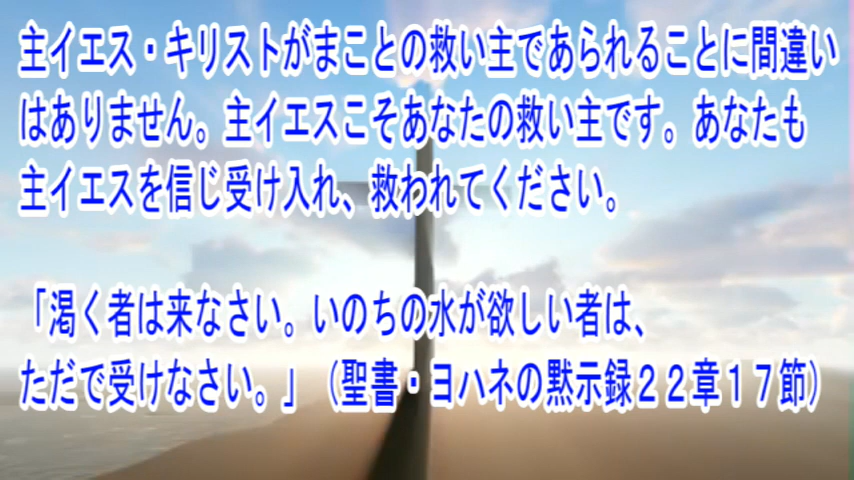 主イエス・キリストがまことの救い主であられることに間違い
はありません。主イエスこそあなたの救い主です。あなたも
主イエスを信じ受け入れ、救われてください。
「渇く者は来なさい。いのちの水が欲しい者は、
ただで受けなさい。」（聖書・ヨハネの黙示録２２章１７節）